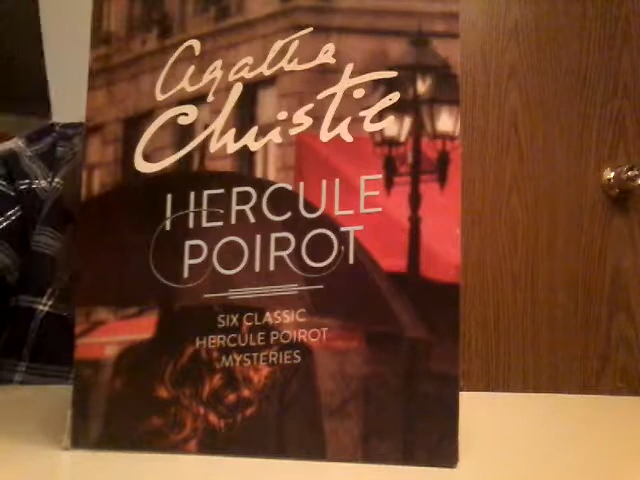 Agatha
Christie
HERCULE
POIROT
SIX CLASSIC
HERCULE POIROT
MYSTERIES